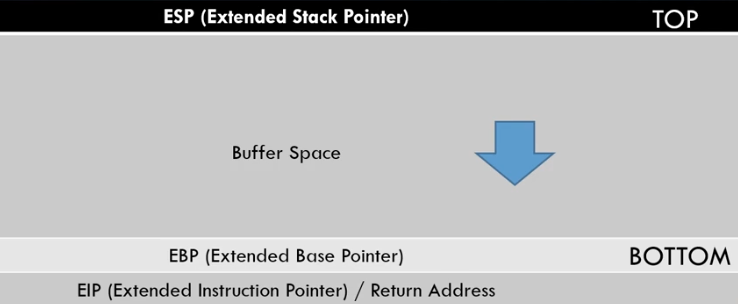 ESP (Extended Stack Pointer) TOP
Buffer Space
EBP (Extended Base Pointer) BOTTOM
EIP (Extended Instruction Pointer) / Return Address